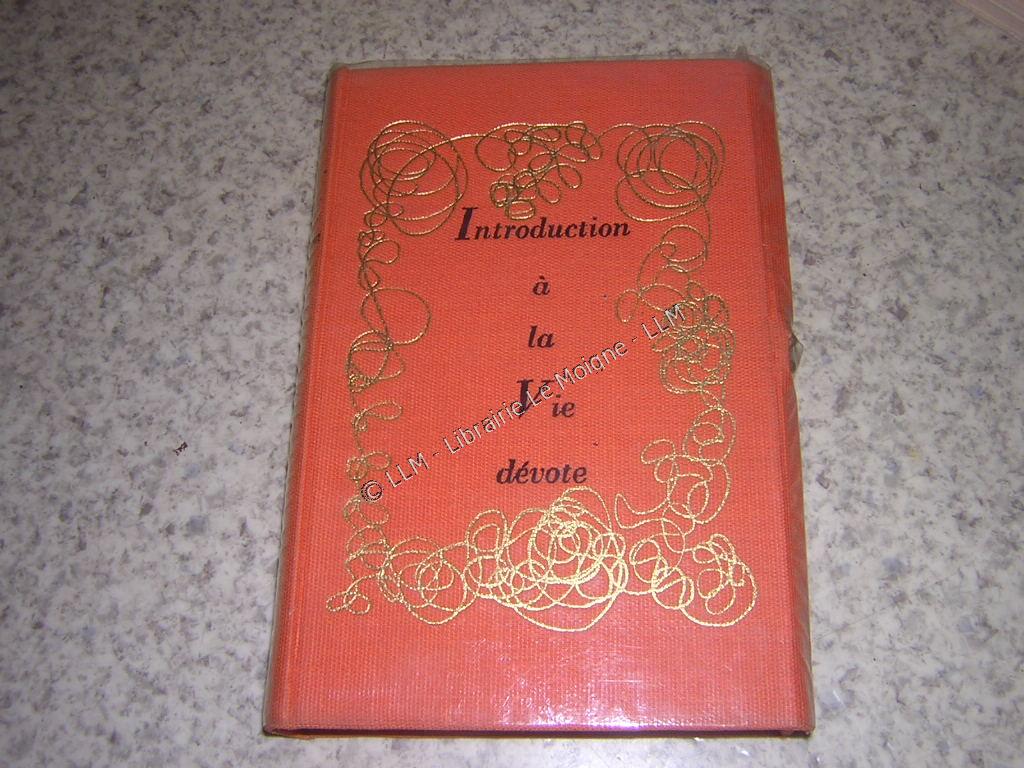 Introduction
à
la
Vie
dévote
© LLM - Librairie Le Moigne - LLM